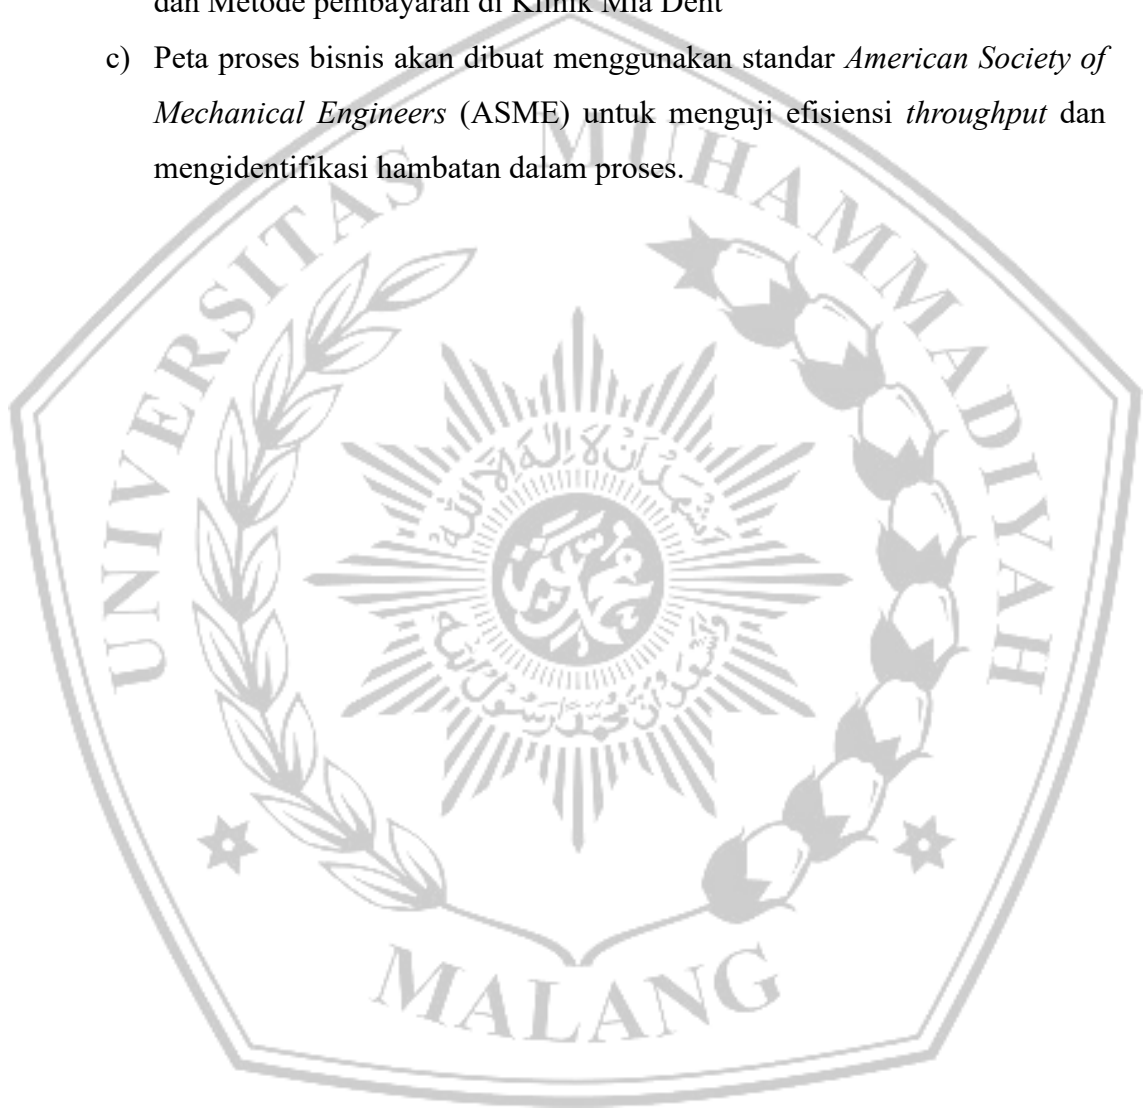 dan Metode pembayaran di Klinik Mia Dent
c) Peta proses bisnis akan dibuat menggunakan standar American Society of
Mechanical Engineers (ASME) untuk menguji efisiensi throughput dan
mengidentifikasi hambatan dalam proses.
UNIVERSITAS MUHAMMADIYAH
MALANG